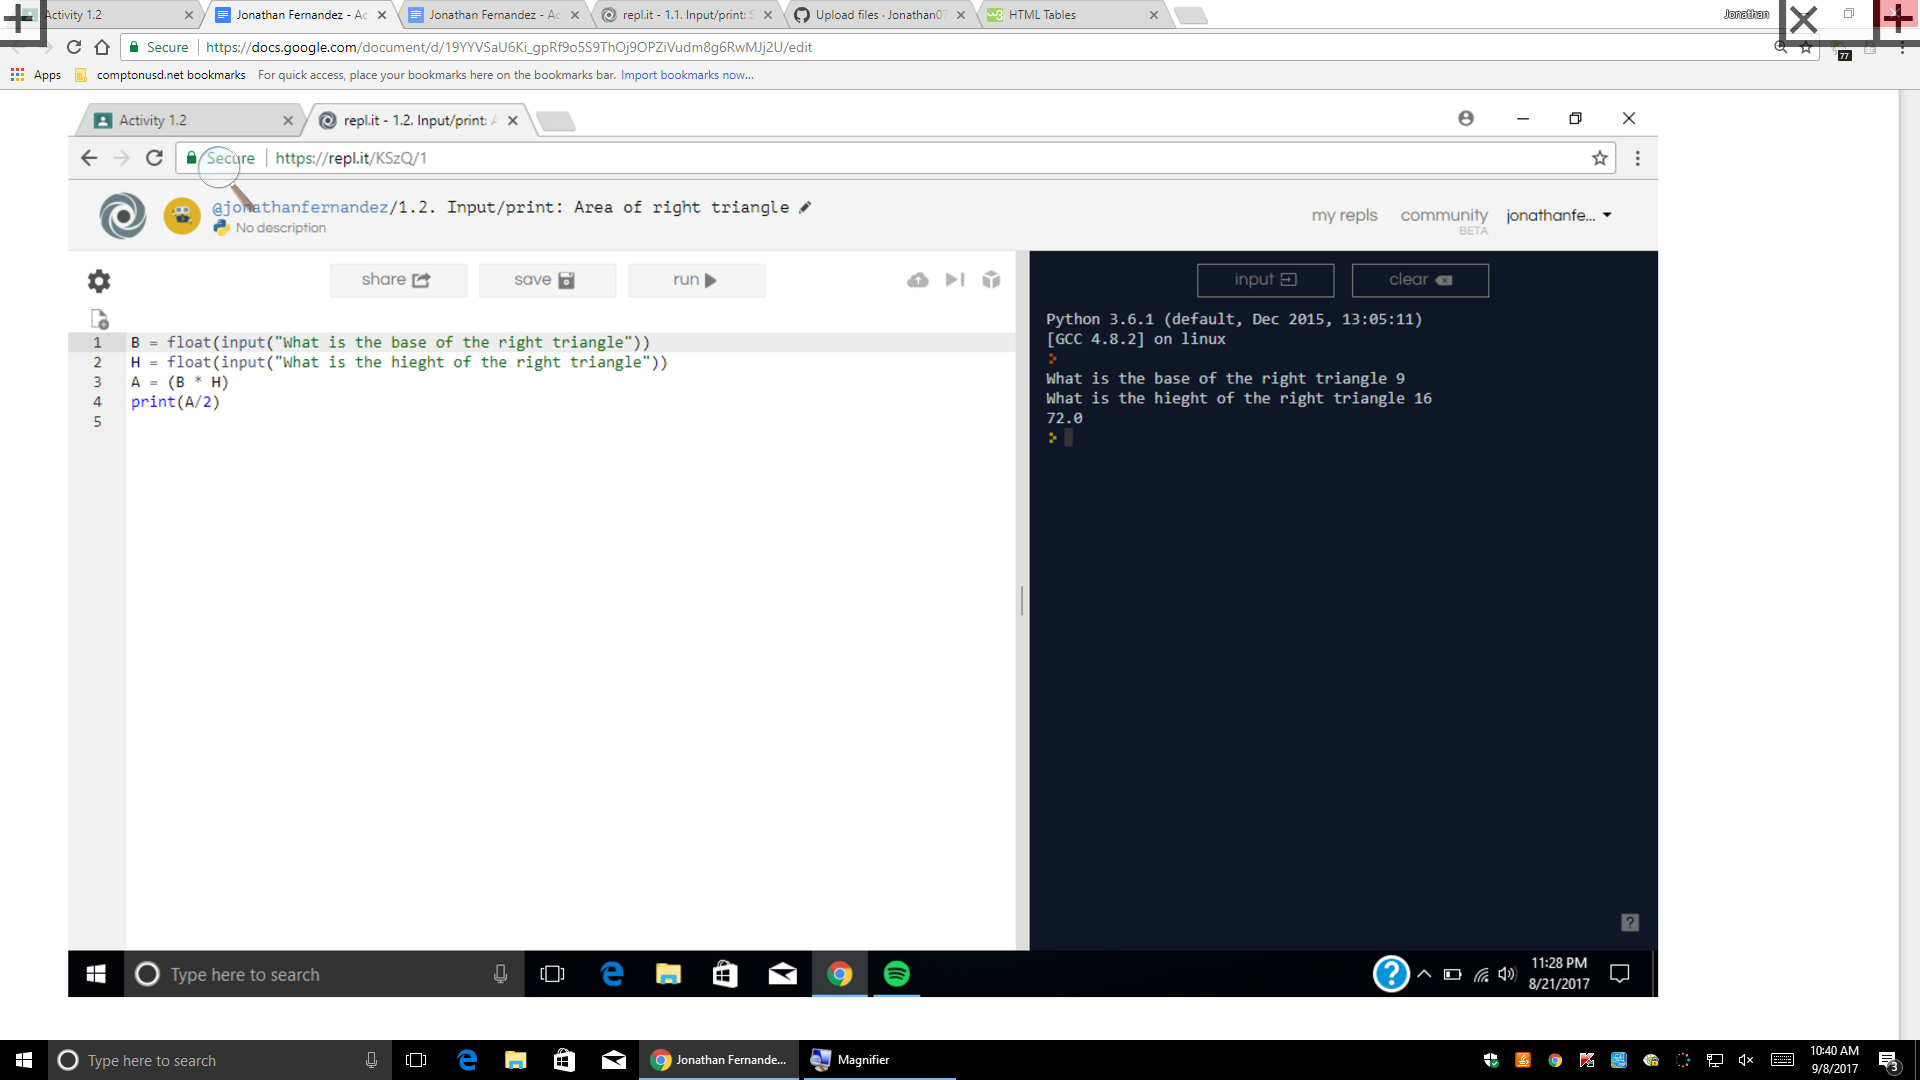 Activity 1.2
Jonathan Fernandez - Ac
Jonathan Fernandez - Ac
repl.it - 1.1. Input/print: S
Upload files · Jonathan07
HTML Tables
Jonathan
Secure
https://docs.google.com/document/d/19YYVSaU6Ki_gpRf9o5S9ThOj9OPZiVudm8g6RwMJj2U/edit
77
Apps
comptonusd.net bookmarks
For quick access, place your bookmarks here on the bookmarks bar. Import bookmarks now...
Activity 1.2
repl.it - 1.2. Input/print: A
Secure
https://repl.it/KSzQ/1
@jonathanfernandez/1.2. Input/print: Area of right triangle
No description
my repls
community
BETA
jonathanfe...
share
save
run
input
clear
1 B = float(input("What is the base of the right triangle"))
2 H = float(input("What is the hieght of the right triangle"))
3 A = (B * H)
4 print(A/2)
5
Python 3.6.1 (default, Dec 2015, 13:05:11)
[GCC 4.8.2] on linux
What is the base of the right triangle 9
What is the hieght of the right triangle 16
72.0
?
Type here to search
?
11:28 PM
8/21/2017
Type here to search
Jonathan Fernande...
Magnifier
10:40 AM
9/8/2017
3